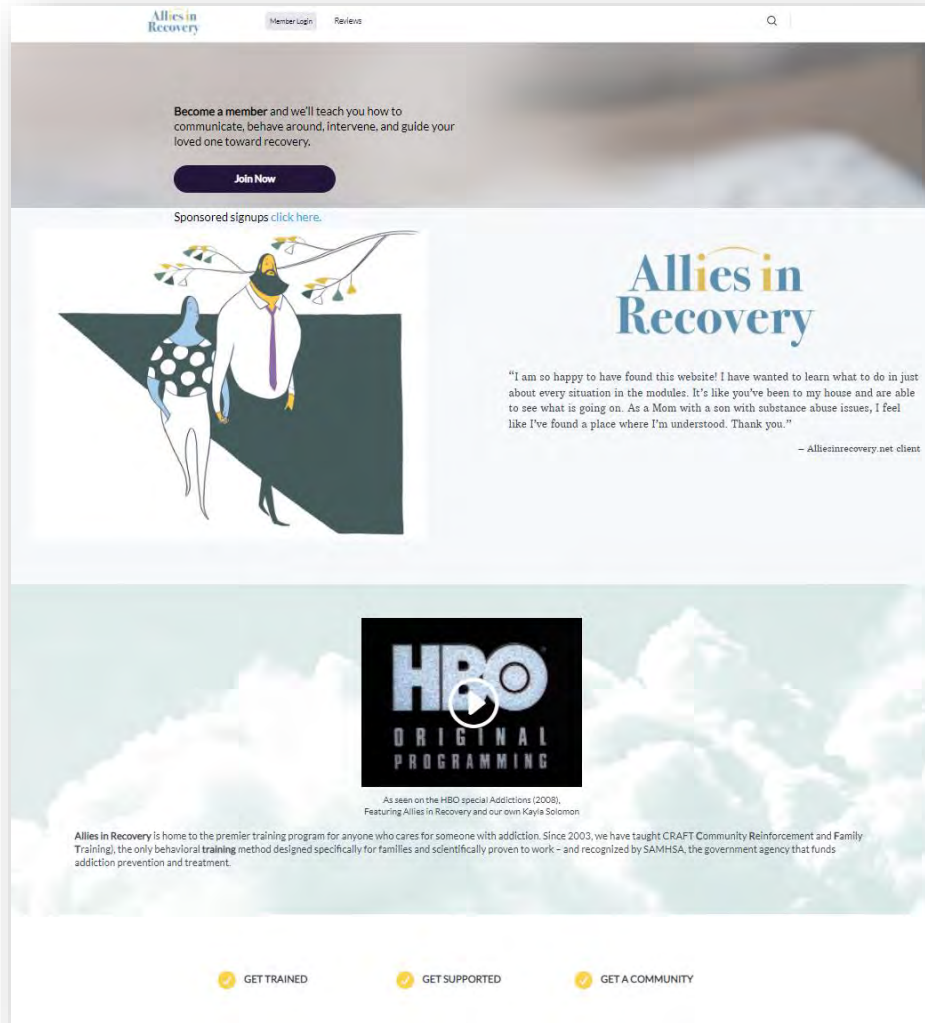 Allies in
Recovery
Member Login
Reviews
Become a member and we'll teach you how to
communicate, behave around, intervene, and guide your
loved one toward recovery.
Join Now
Sponsored signups click here.
Allies in
Recovery
“I am so happy to have found this website! I have wanted to learn what to do in just
about every situation in the modules. It’s like you’ve been to my house and are able
to see what is going on. As a Mom with a son with substance abuse issues, I feel
like I’ve found a place where I’m understood. Thank you.”
– Alliesinrecovery.net client
HBO
ORIGINAL
PROGRAMMING
As seen on the HBO special Addictions (2008),
Featuring Allies in Recovery and our own Kayla Solomon
Allies in Recovery is home to the premier training program for anyone who cares for someone with addiction. Since 2003, we have taught CRAFT Community Reinforcement and Family
Training), the only behavioral training method designed specifically for families and scientifically proven to work – and recognized by SAMHSA, the government agency that funds
addiction prevention and treatment.
GET TRAINED
GET SUPPORTED
GET A COMMUNITY